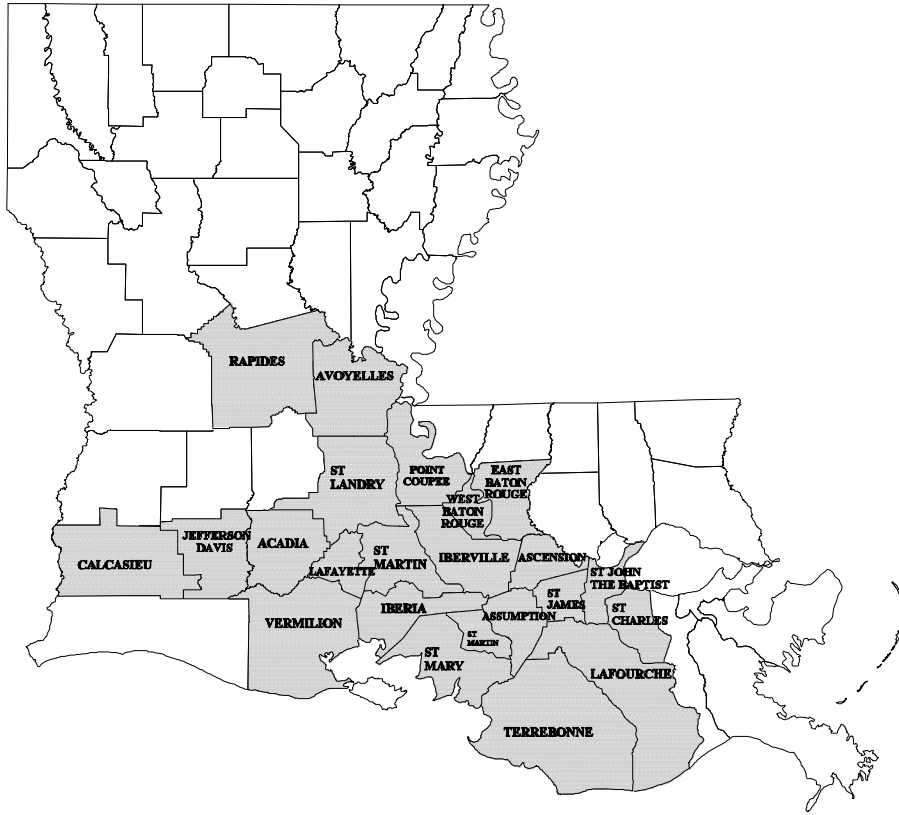 RAPIDES
AVOYELLES
ST
LANDRY
POINT
COUPEE
EAST
BATON
ROUGE
WEST
BATON
ROUGE
JEFFERSON
DAVIS
ACADIA
CALCASIEU
LAFAYETTE
ST
MARTIN
IBERVILLE
ASCENSION
ST JOHN
THE BAPTIST
ST
JAMES
ST
CHARLES
IBERIA
ASSUMPTION
VERMILION
ST
MARTIN
ST
MARY
LAFOURCHE
TERREBONNE